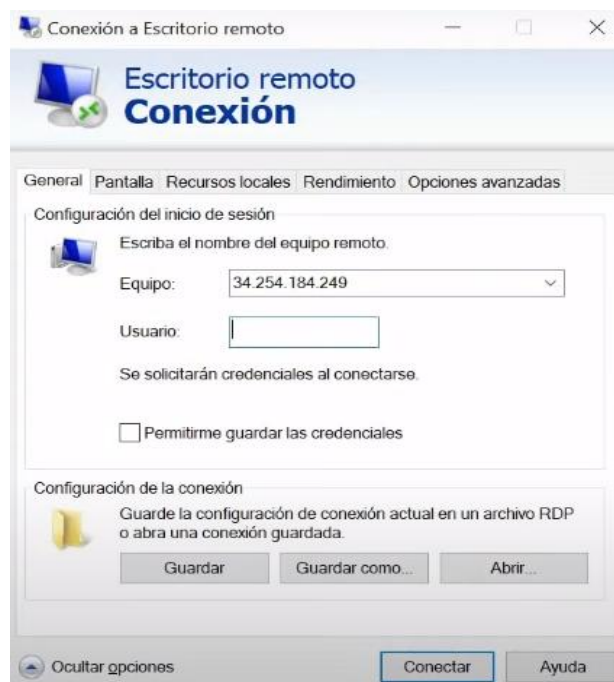 Conexión a Escritorio remoto
Escritorio remoto
Conexión
General Pantalla Recursos locales Rendimiento Opciones avanzadas
Configuración del inicio de sesión
Escriba el nombre del equipo remoto.
Equipo: 34.254.184.249
Usuario:
Se solicitarán credenciales al conectarse.
Permitirme guardar las credenciales
Configuración de la conexión
Guarde la configuración de conexión actual en un archivo RDP
o abra una conexión guardada.
Guardar Guardar como... Abrir...
Ocultar opciones Conectar Ayuda